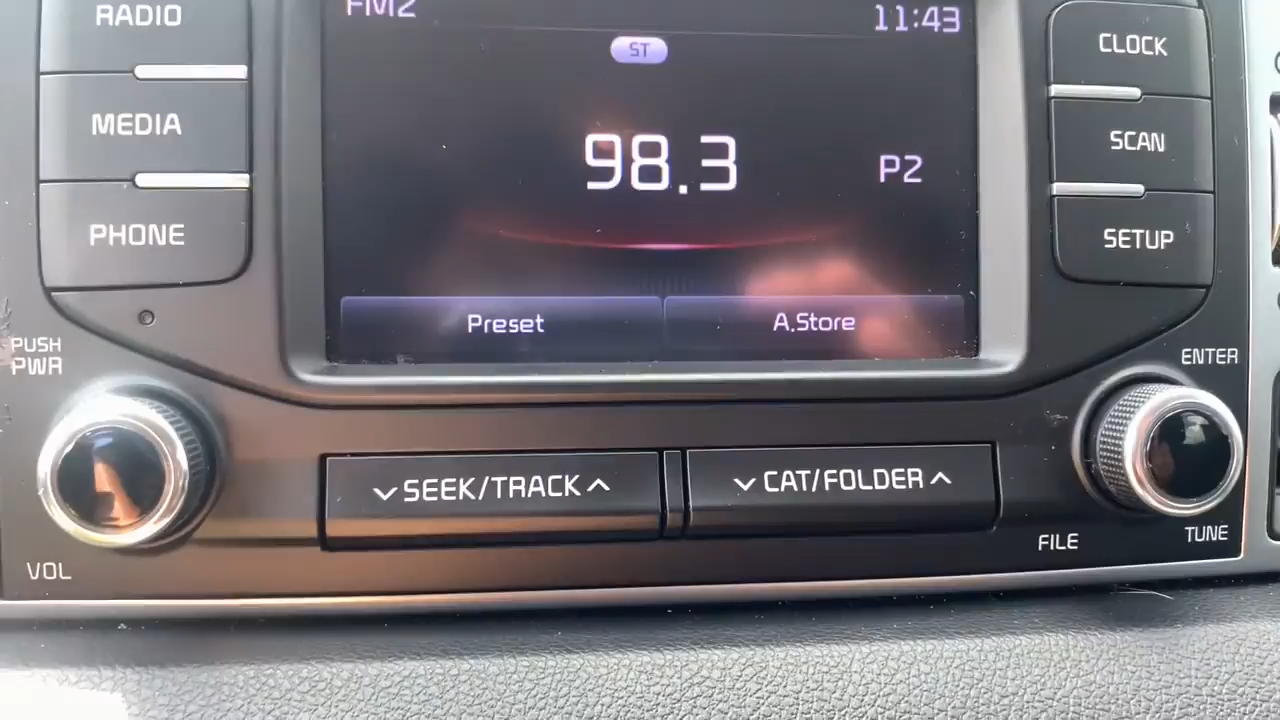 RADIO
FM2
11:43
ST
CLOCK
MEDIA
98.3
P2
SCAN
PHONE
SETUP
Preset
A.Store
PUSH
PWR
ENTER
SEEK/TRACK
CAT/FOLDER
VOL
FILE
TUNE